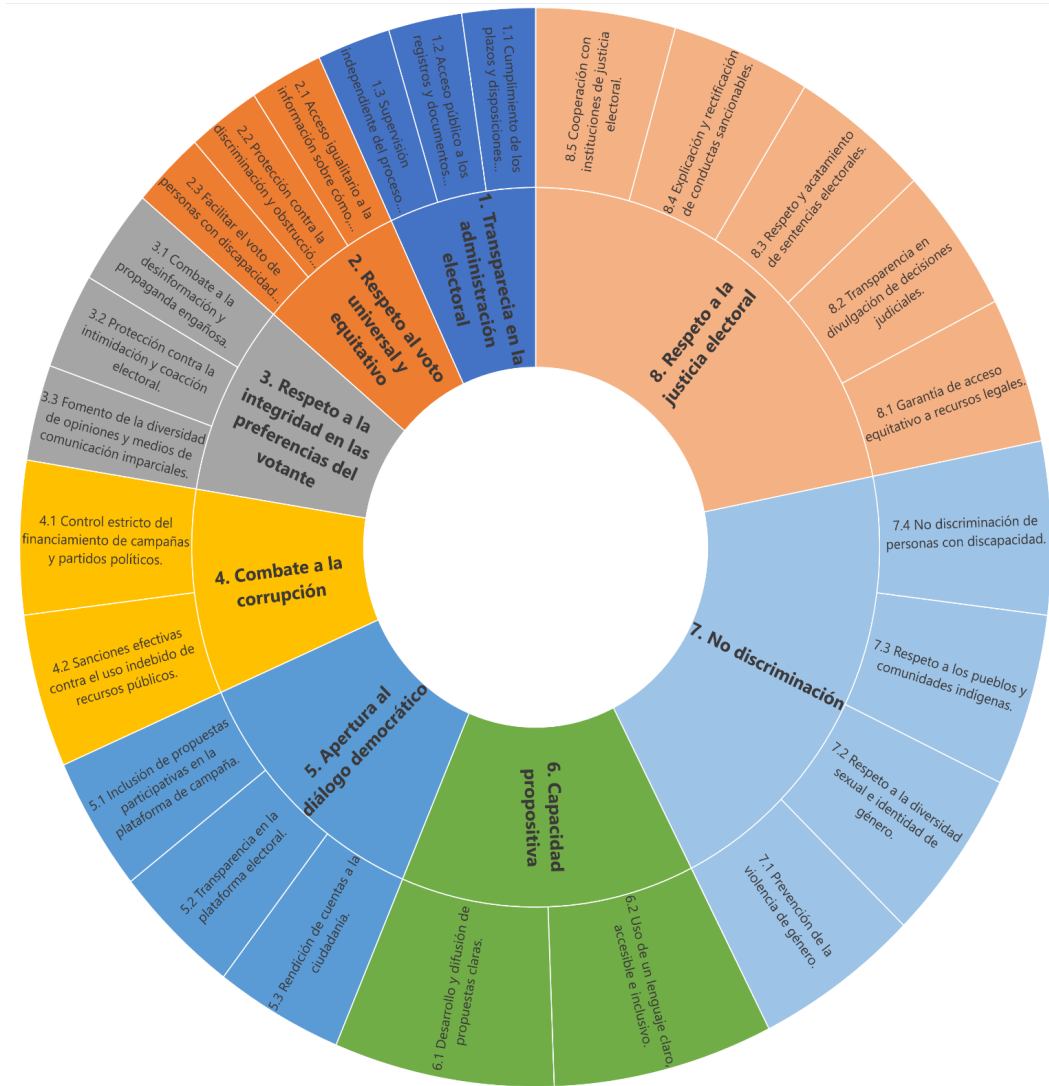 1. Transparecia en la
administración
electoral
1.1 Cumplimiento de los
plazos y disposiciones...
1.2 Acceso público a los
registros y documentos...
1.3 Supervisión
independiente del proceso...
2. Respeto al voto
universal y
equitativo
2.1 Acceso igualitario a la
información sobre cómo,...
2.2 Protección contra la
discriminación y obstrucció...
2.3 Facilitar el voto de
personas con discapacidad...
3. Respeto a la
integridad en las
preferencias del
votante
3.1 Combate a la
desinformación y
propaganda engañosa.
3.2 Protección contra la
intimidación y coacción
electoral.
3.3 Fomento de la diversidad
de opiniones y medios de
comunicación imparciales.
4. Combate a la
corrupción
4.1 Control estricto del
financiamiento de campañas
y partidos políticos.
4.2 Sanciones efectivas
contra el uso indebido de
recursos públicos.
5. Apertura al
diálogo democrático
5.1 Inclusión de propuestas
participativas en la
plataforma de campaña.
5.2 Transparencia en la
plataforma electoral.
5.3 Rendición de cuentas a la
ciudadanía.
6. Capacidad
propositiva
6.1 Desarrollo y difusión de
propuestas claras.
6.2 Uso de un lenguaje claro,
accesible e inclusivo.
7. No discriminación
7.1 Prevención de la
violencia de género.
7.2 Respeto a la diversidad
sexual e identidad de
género.
7.3 Respeto a los pueblos y
comunidades indígenas.
7.4 No discriminación de
personas con discapacidad.
8. Respeto a la
justicia electoral
8.1 Garantía de acceso
equitativo a recursos legales.
8.2 Transparencia en
divulgación de decisiones
judiciales.
8.3 Respeto y acatamiento
de sentencias electorales.
8.4 Explicación y rectificación
de conductas sancionables.
8.5 Cooperación con
instituciones de justicia
electoral.